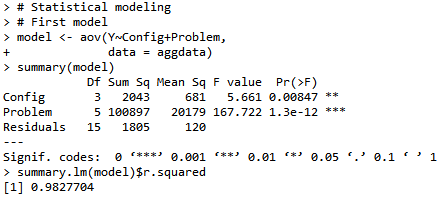 > # Statistical modeling
> # First model
> model <- aov(Y~Config+Problem,
+              data = aggdata)
> summary(model)
            Df Sum Sq Mean Sq F value  Pr(>F)
Config       3   2043     681   5.661 0.00847 **
Problem      5 100897   20179 167.722 1.3e-12 ***
Residuals   15   1805     120
---
Signif. codes:  0 ‘***’ 0.001 ‘**’ 0.01 ‘*’ 0.05 ‘.’ 0.1 ‘ ’ 1
> summary.lm(model)$r.squared
[1] 0.9827704